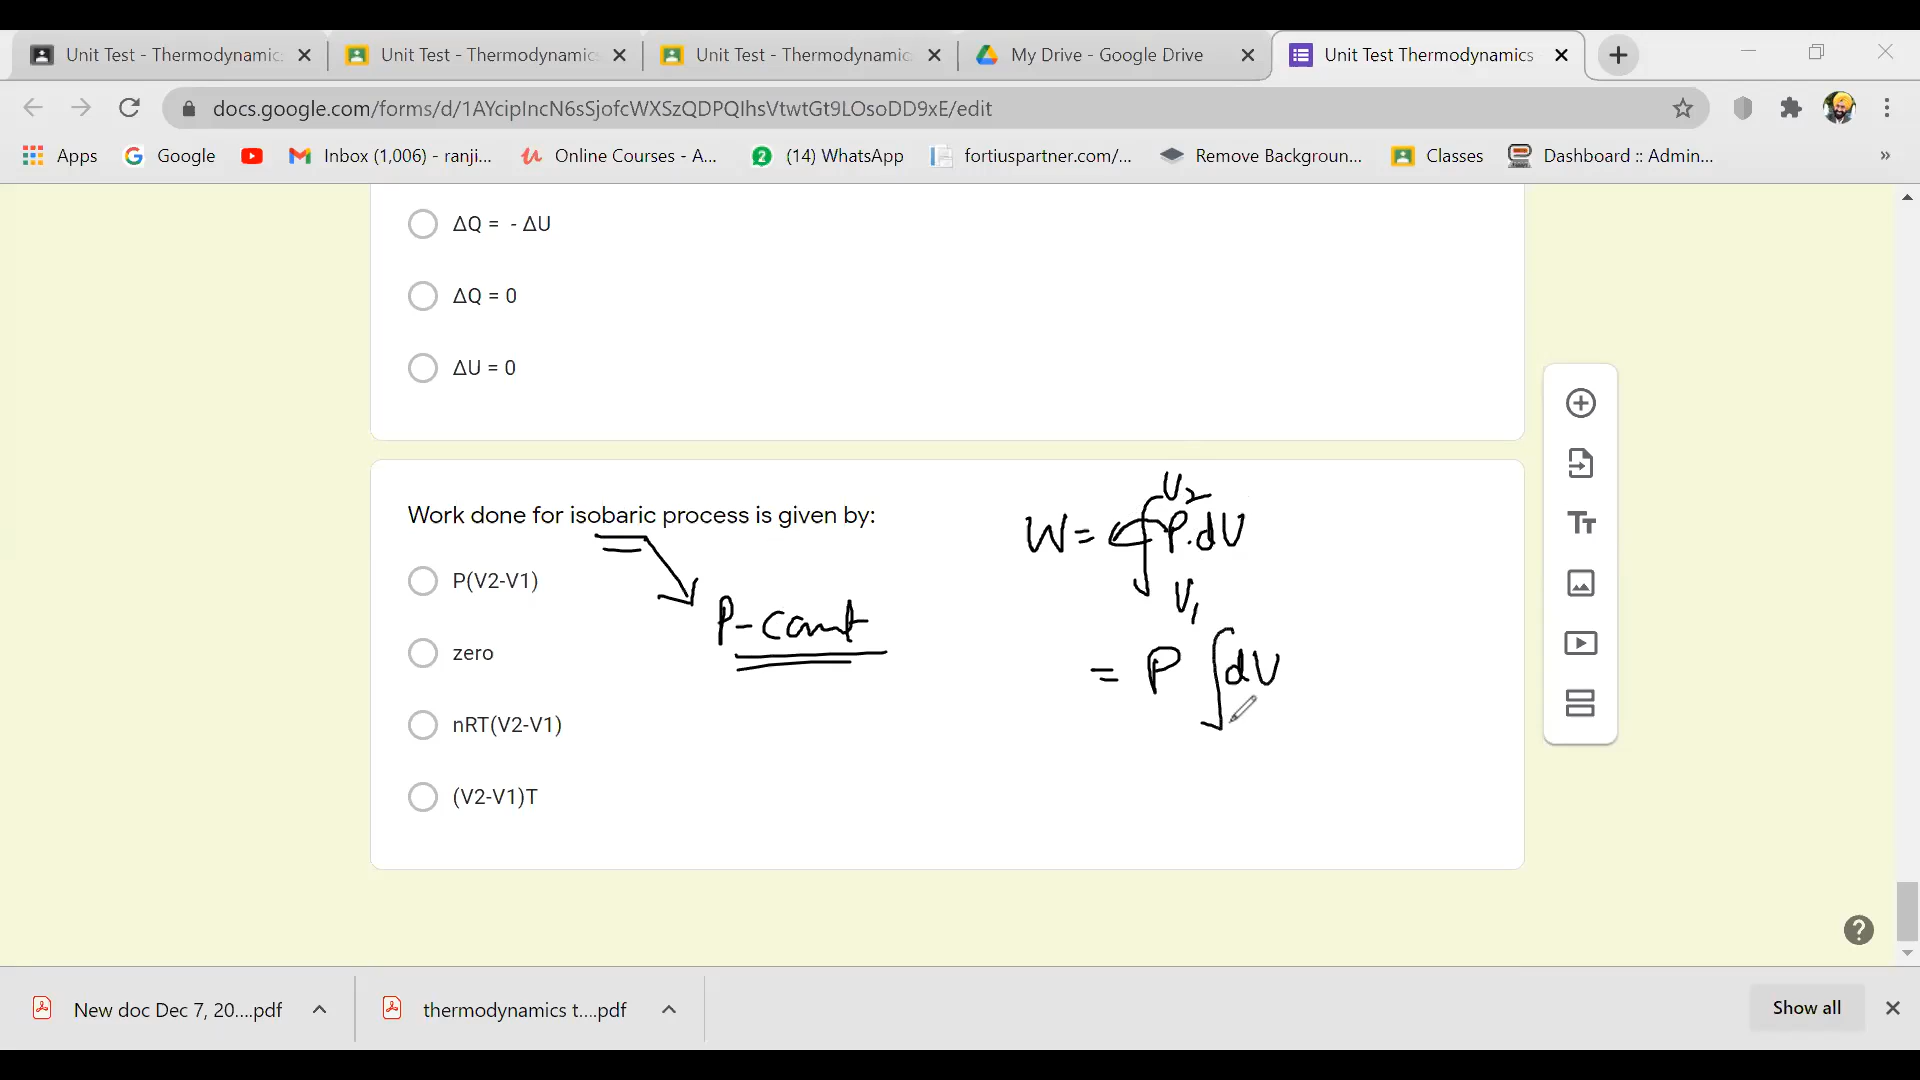 Unit Test - Thermodynamic: Unit Test - Thermodynamics Unit Test - Thermodynamic My Drive - Google Drive Unit Test Thermodynamics
docs.google.com/forms/d/1AYcipIncN6sSjofcWXSzQDPQIhsVtwtGt9LOsoDD9xE/edit
Apps Google Inbox (1,006) - ranji... Online Courses - A... 2 (14) WhatsApp fortiuspartner.com/... Remove Backgroun... Classes Dashboard :: Admin... »
ΔQ = - ΔU
ΔQ = 0
ΔU = 0
Work done for isobaric process is given by:
P(V2-V1)
zero
nRT(V2-V1)
(V2-V1)T
P-const
V2
W= ∫P.dV
V1
= P ∫dV
New doc Dec 7, 20....pdf thermodynamics t....pdf Show all